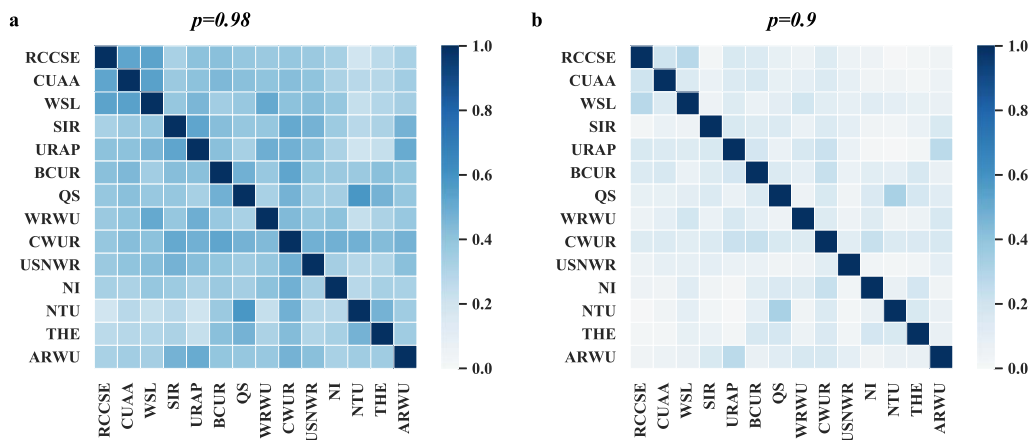 a
p=0.98
RCCSE
CUAA
WSL
SIR
URAP
BCUR
QS
WRWU
CWUR
USNWR
NI
NTU
THE
ARWU
RCCSE
CUAA
WSL
SIR
URAP
BCUR
QS
WRWU
CWUR
USNWR
NI
NTU
THE
ARWU
1.0
0.8
0.6
0.4
0.2
0.0
b
p=0.9
RCCSE
CUAA
WSL
SIR
URAP
BCUR
QS
WRWU
CWUR
USNWR
NI
NTU
THE
ARWU
RCCSE
CUAA
WSL
SIR
URAP
BCUR
QS
WRWU
CWUR
USNWR
NI
NTU
THE
ARWU
1.0
0.8
0.6
0.4
0.2
0.0